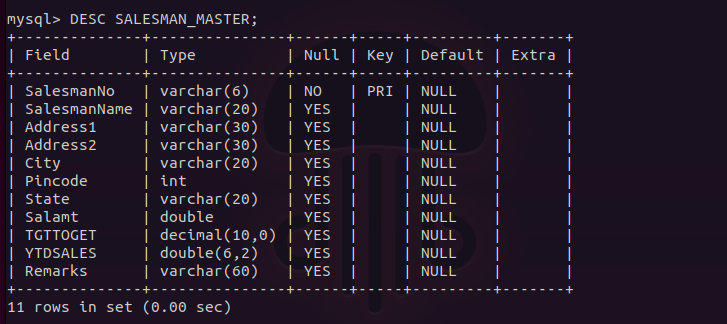 mysql> DESC SALESMAN_MASTER;
+--------------+---------------+------+-----+---------+-------+
| Field        | Type          | Null | Key | Default | Extra |
+--------------+---------------+------+-----+---------+-------+
| SalesmanNo   | varchar(6)    | NO   | PRI | NULL    |       |
| SalesmanName | varchar(20)   | YES  |     | NULL    |       |
| Address1     | varchar(30)   | YES  |     | NULL    |       |
| Address2     | varchar(30)   | YES  |     | NULL    |       |
| City         | varchar(20)   | YES  |     | NULL    |       |
| Pincode      | int           | YES  |     | NULL    |       |
| State        | varchar(20)   | YES  |     | NULL    |       |
| Salamt       | double        | YES  |     | NULL    |       |
| TGTTOGET     | decimal(10,0) | YES  |     | NULL    |       |
| YTDSALES     | double(6,2)   | YES  |     | NULL    |       |
| Remarks      | varchar(60)   | YES  |     | NULL    |       |
+--------------+---------------+------+-----+---------+-------+
11 rows in set (0.00 sec)